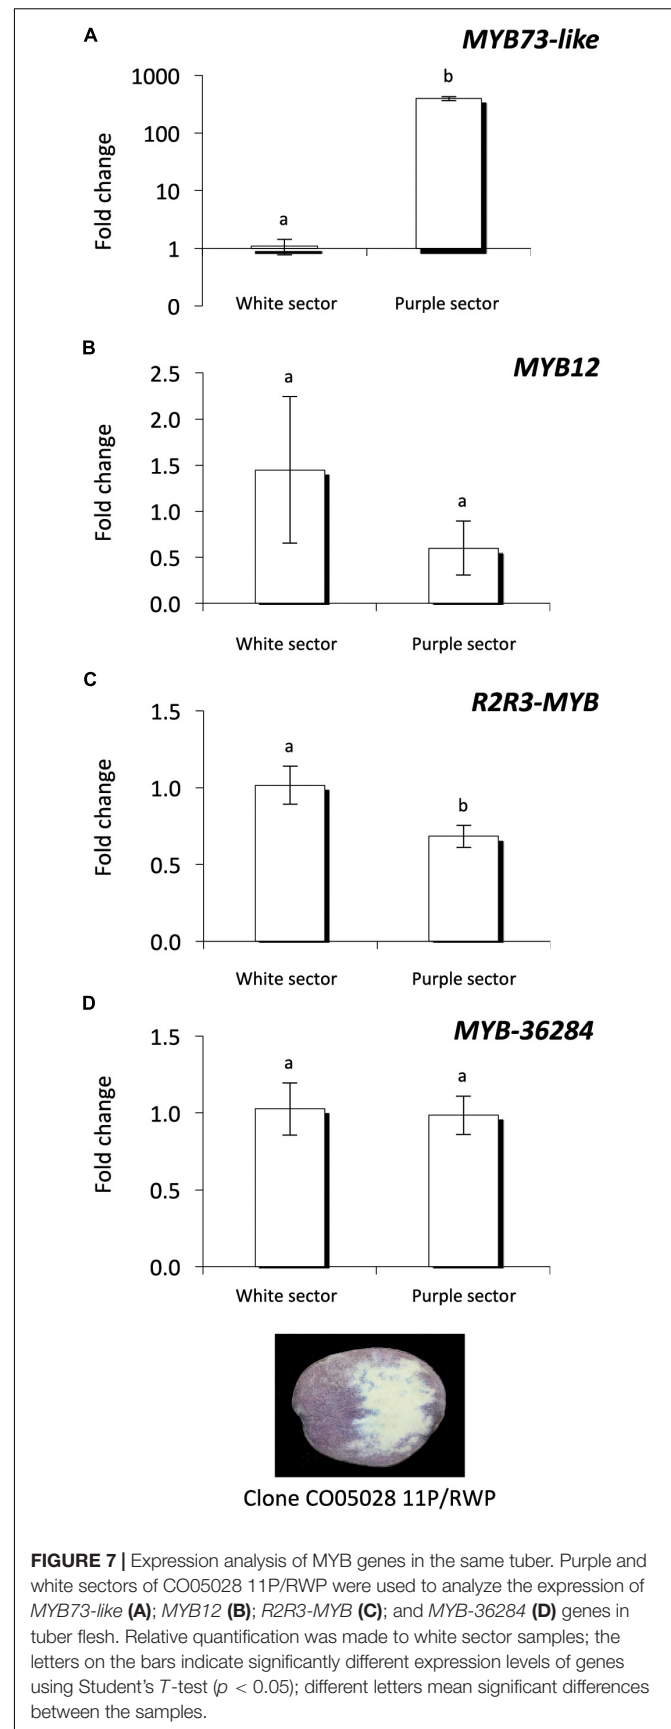 A
MYB73-like
1000
100
10
1
0
Fold change
a
b
White sector
Purple sector
B
MYB12
2.5
2.0
1.5
1.0
0.5
0.0
Fold change
a
a
White sector
Purple sector
C
R2R3-MYB
1.5
1.0
0.5
0.0
Fold change
a
b
White sector
Purple sector
D
MYB-36284
1.5
1.0
0.5
0.0
Fold change
a
a
White sector
Purple sector
Clone CO05028 11P/RWP
FIGURE 7 | Expression analysis of MYB genes in the same tuber. Purple and
white sectors of CO05028 11P/RWP were used to analyze the expression of
MYB73-like (A); MYB12 (B); R2R3-MYB (C); and MYB-36284 (D) genes in
tuber flesh. Relative quantification was made to white sector samples; the
letters on the bars indicate significantly different expression levels of genes
using Student's T-test (p < 0.05); different letters mean significant differences
between the samples.